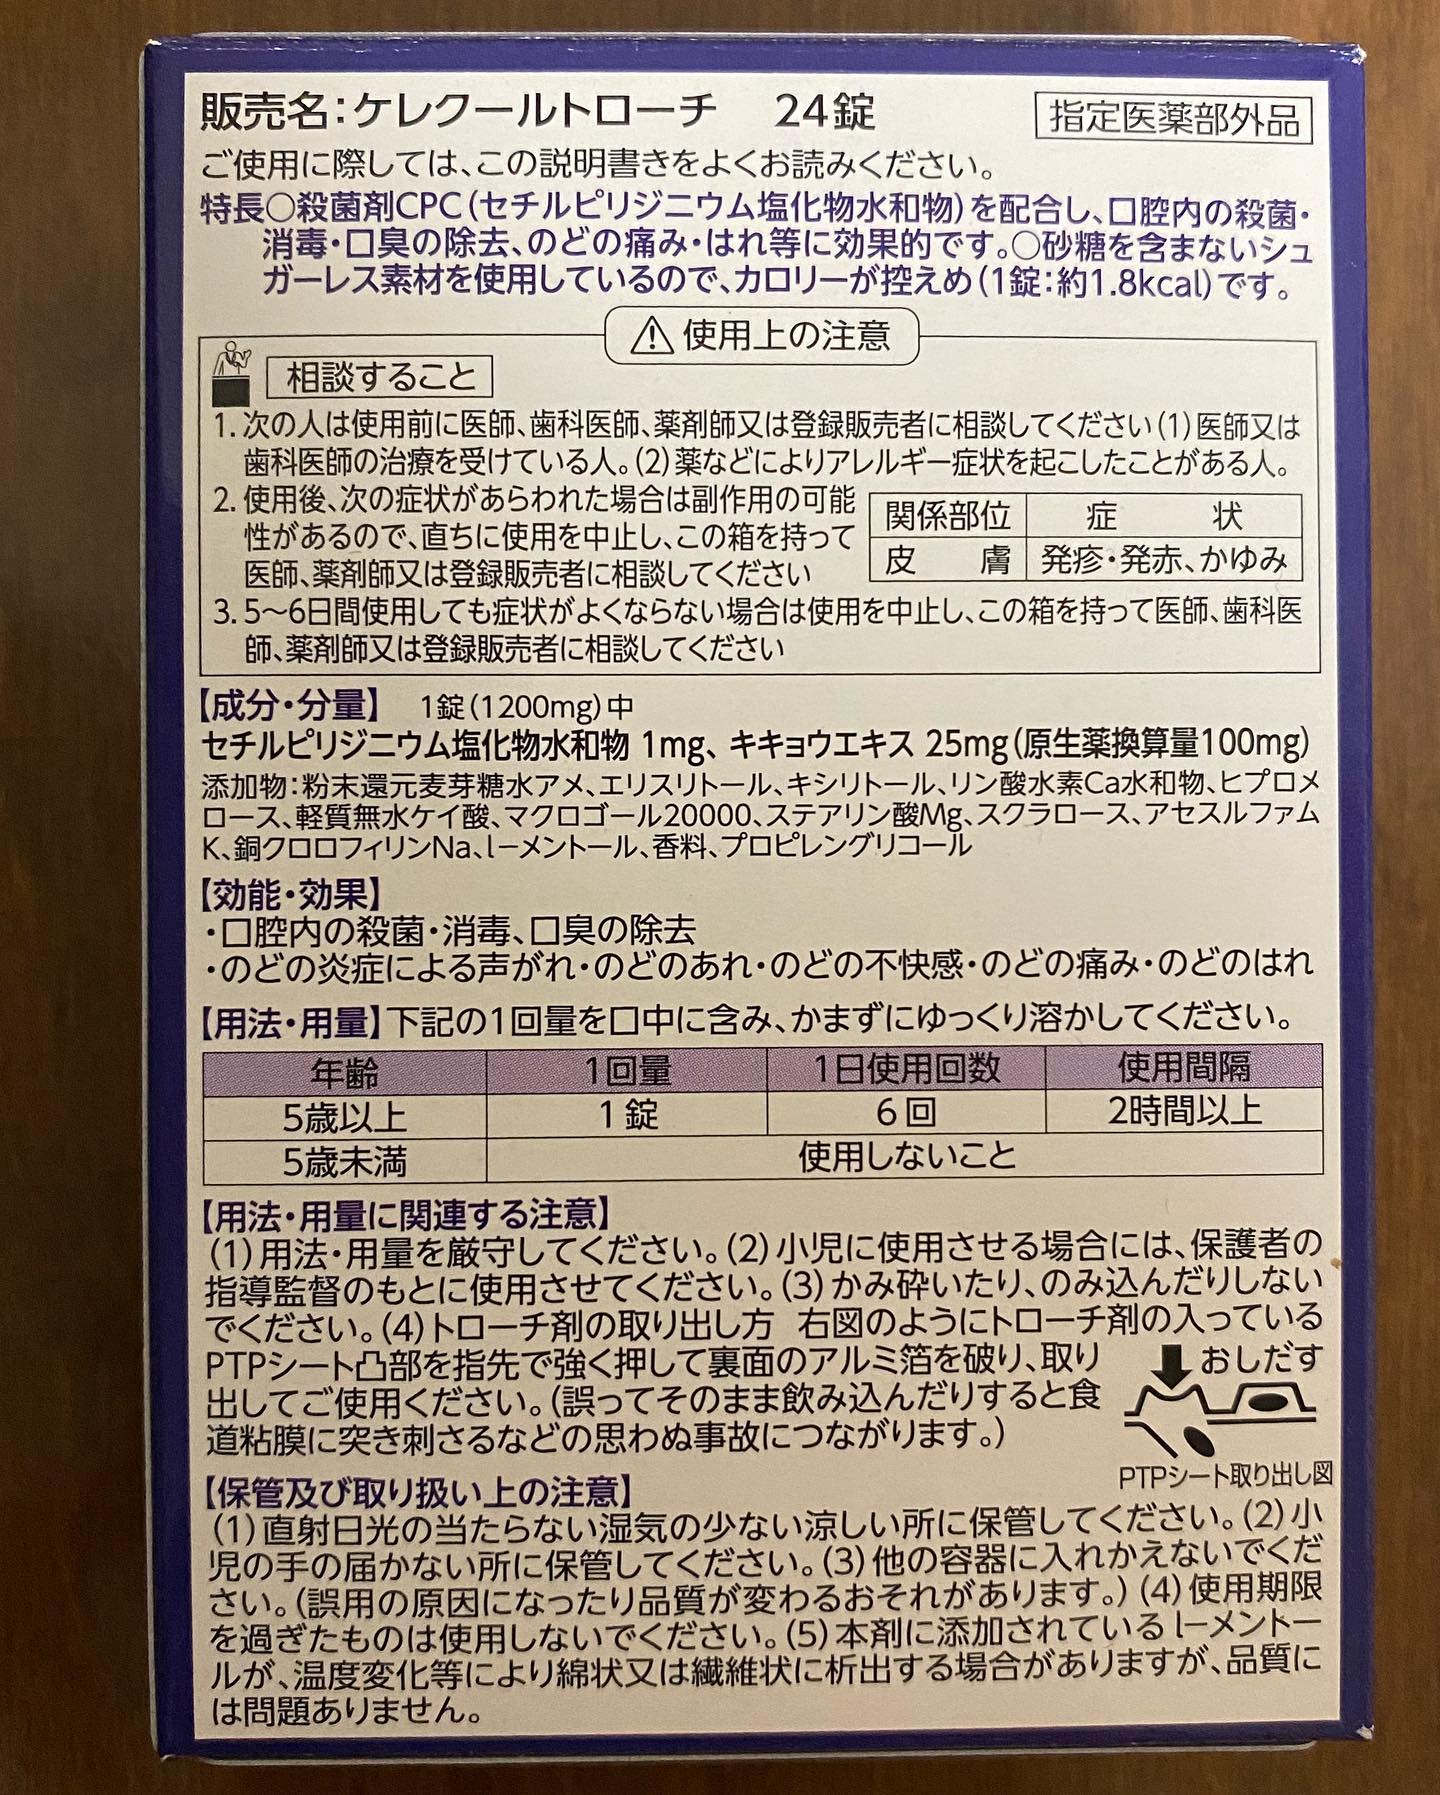 販売名：ケレクールトローチ　24錠
指定医薬部外品
ご使用に際しては、この説明書きをよくお読みください。
特長○殺菌剤CPC（セチルピリジニウム塩化物水和物）を配合し、口腔内の殺菌・
消毒・口臭の除去、のどの痛み・はれ等に効果的です。○砂糖を含まないシュ
ガーレス素材を使用しているので、カロリーが控えめ（1錠：約1.8kcal）です。
⚠使用上の注意
相談すること
1. 次の人は使用前に医師、歯科医師、薬剤師又は登録販売者に相談してください（1）医師又は
歯科医師の治療を受けている人。（2）薬などによりアレルギー症状を起こしたことがある人。
2. 使用後、次の症状があらわれた場合は副作用の可能
性があるので、直ちに使用を中止し、この箱を持って
医師、薬剤師又は登録販売者に相談してください
関係部位　症　状
皮　膚　発疹・発赤、かゆみ
3. 5〜6日間使用しても症状がよくならない場合は使用を中止し、この箱を持って医師、歯科医
師、薬剤師又は登録販売者に相談してください
【成分・分量】　1錠（1200mg）中
セチルピリジニウム塩化物水和物 1mg、キキョウエキス 25mg（原生薬換算量100mg）
添加物：粉末還元麦芽糖水アメ、エリスリトール、キシリトール、リン酸水素Ca水和物、ヒプロメ
ロース、軽質無水ケイ酸、マクロゴール20000、ステアリン酸Mg、スクラロース、アセスルファム
K、銅クロロフィリンNa、l-メントール、香料、プロピレングリコール
【効能・効果】
・口腔内の殺菌・消毒、口臭の除去
・のどの炎症による声がれ・のどのあれ・のどの不快感・のどの痛み・のどのはれ
【用法・用量】下記の1回量を口中に含み、かまずにゆっくり溶かしてください。
年齢　1回量　1日使用回数　使用間隔
5歳以上　1錠　6回　2時間以上
5歳未満　使用しないこと
【用法・用量に関連する注意】
（1）用法・用量を厳守してください。（2）小児に使用させる場合には、保護者の
指導監督のもとに使用させてください。（3）かみ砕いたり、のみ込んだりしない
でください。（4）トローチ剤の取り出し方　右図のようにトローチ剤の入っている
PTPシート凸部を指先で強く押して裏面のアルミ箔を破り、取り
出してご使用ください。（誤ってそのまま飲み込んだりすると食
道粘膜に突き刺さるなどの思わぬ事故につながります。）
おしだす
PTPシート取り出し図
【保管及び取り扱い上の注意】
（1）直射日光の当たらない湿気の少ない涼しい所に保管してください。（2）小
児の手の届かない所に保管してください。（3）他の容器に入れかえないでくだ
さい。（誤用の原因になったり品質が変わるおそれがあります。）（4）使用期限
を過ぎたものは使用しないでください。（5）本剤に添加されているl-メントー
ルが、温度変化等により綿状又は繊維状に析出する場合がありますが、品質に
は問題ありません。